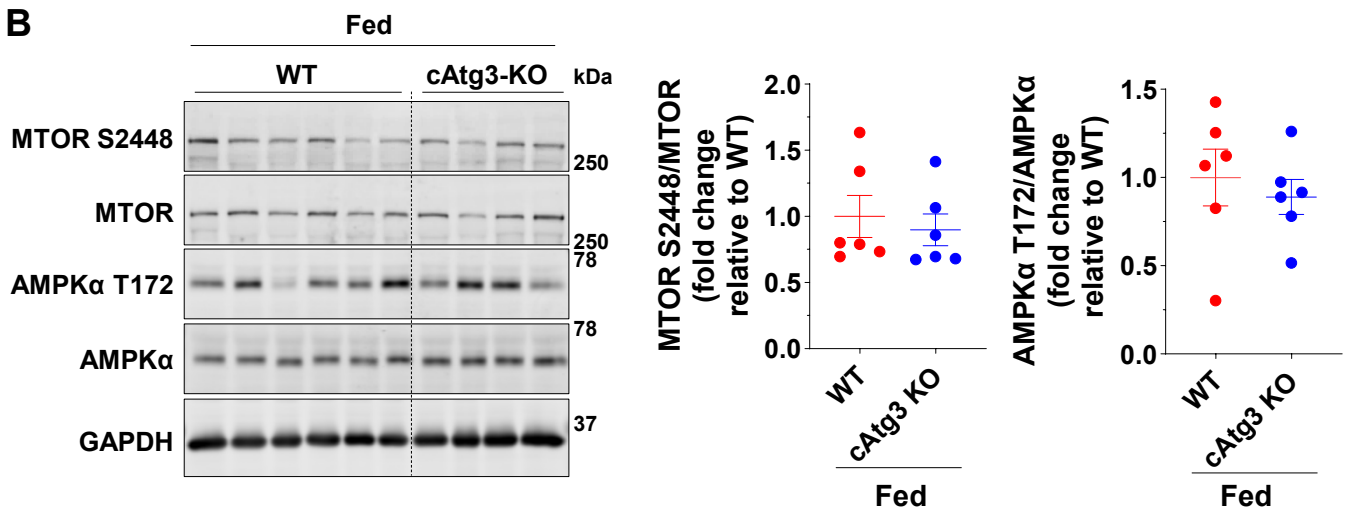 B
Fed
WT cAtg3-KO kDa
MTOR S2448
250
MTOR
250
78
AMPKα T172
78
AMPKα
37
GAPDH
MTOR S2448/MTOR
(fold change
relative to WT)
2.0
1.5
1.0
0.5
0.0
WT
cAtg3 KO
Fed
AMPKα T172/AMPKα
(fold change
relative to WT)
1.5
1.0
0.5
0.0
WT
cAtg3 KO
Fed